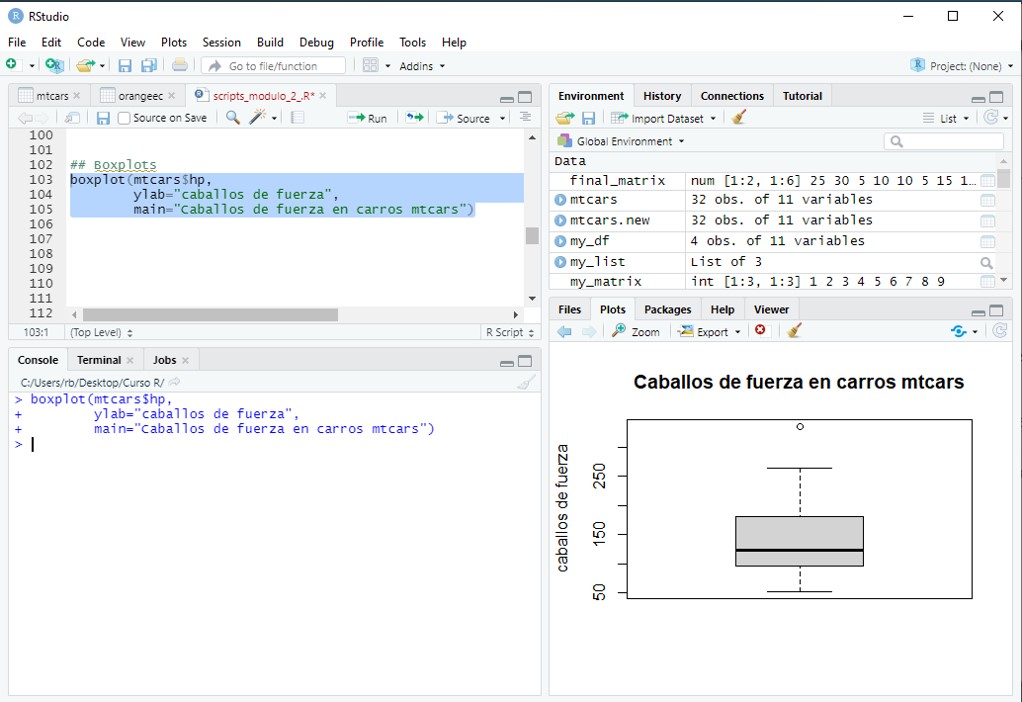 RStudio
File Edit Code View Plots Session Build Debug Profile Tools Help
Go to file/function
Addins
Project: (None)
mtcars
orangeec
scripts_modulo_2_.R*
Source on Save
Run
Source
100
101
102 ## Boxplots
103 boxplot(mtcars$hp,
104 ylab="caballos de fuerza",
105 main="Caballos de fuerza en carros mtcars")
106
107
108
109
110
111
112
103:1 (Top Level) R Script
Console Terminal Jobs
C:/Users/rb/Desktop/Curso R/
> boxplot(mtcars$hp,
+ ylab="caballos de fuerza",
+ main="Caballos de fuerza en carros mtcars")
>
Environment History Connections Tutorial
Import Dataset
List
Global Environment
Data
final_matrix num [1:2, 1:6] 25 30 5 10 10 5 15 1…
mtcars 32 obs. of 11 variables
mtcars.new 32 obs. of 11 variables
my_df 4 obs. of 11 variables
my_list List of 3
my_matrix int [1:3, 1:3] 1 2 3 4 5 6 7 8 9
Files Plots Packages Help Viewer
Zoom Export
Caballos de fuerza en carros mtcars
caballos de fuerza
250
150
50